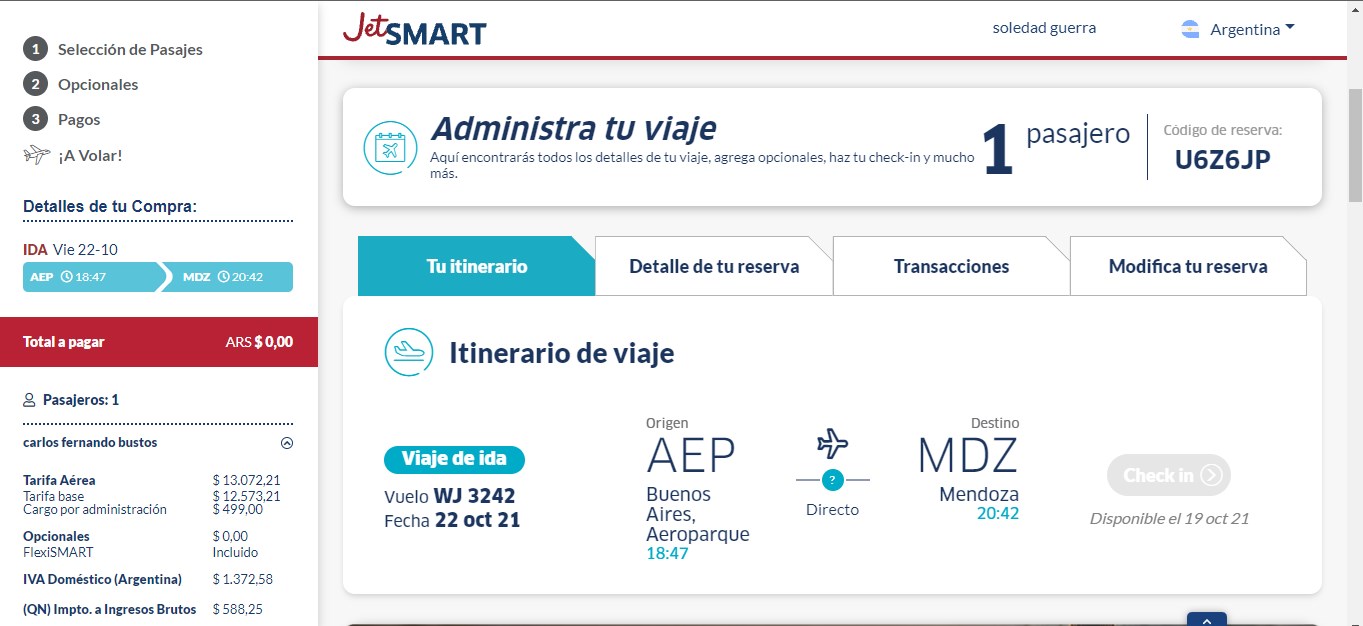 1 Selección de Pasajes
2 Opcionales
3 Pagos
¡A Volar!
Detalles de tu Compra:
IDA Vie 22-10
AEP 18:47 MDZ 20:42
Total a pagar ARS $ 0,00
Pasajeros: 1
carlos fernando bustos
Tarifa Aérea $ 13.072,21
Tarifa base $ 12.573,21
Cargo por administración $ 499,00
Opcionales $ 0,00
FlexiSMART Incluido
IVA Doméstico (Argentina) $ 1.372,58
(QN) Impto. a Ingresos Brutos $ 588,25
JetSMART
soledad guerra
Argentina
Administra tu viaje
Aquí encontrarás todos los detalles de tu viaje, agrega opcionales, haz tu check-in y mucho
más.
1 pasajero
Código de reserva:
U6Z6JP
Tu itinerario
Detalle de tu reserva
Transacciones
Modifica tu reserva
Itinerario de viaje
Viaje de ida
Vuelo WJ 3242
Fecha 22 oct 21
Origen
AEP
Buenos
Aires,
Aeroparque
18:47
?
Directo
Destino
MDZ
Mendoza
20:42
Check in
Disponible el 19 oct 21